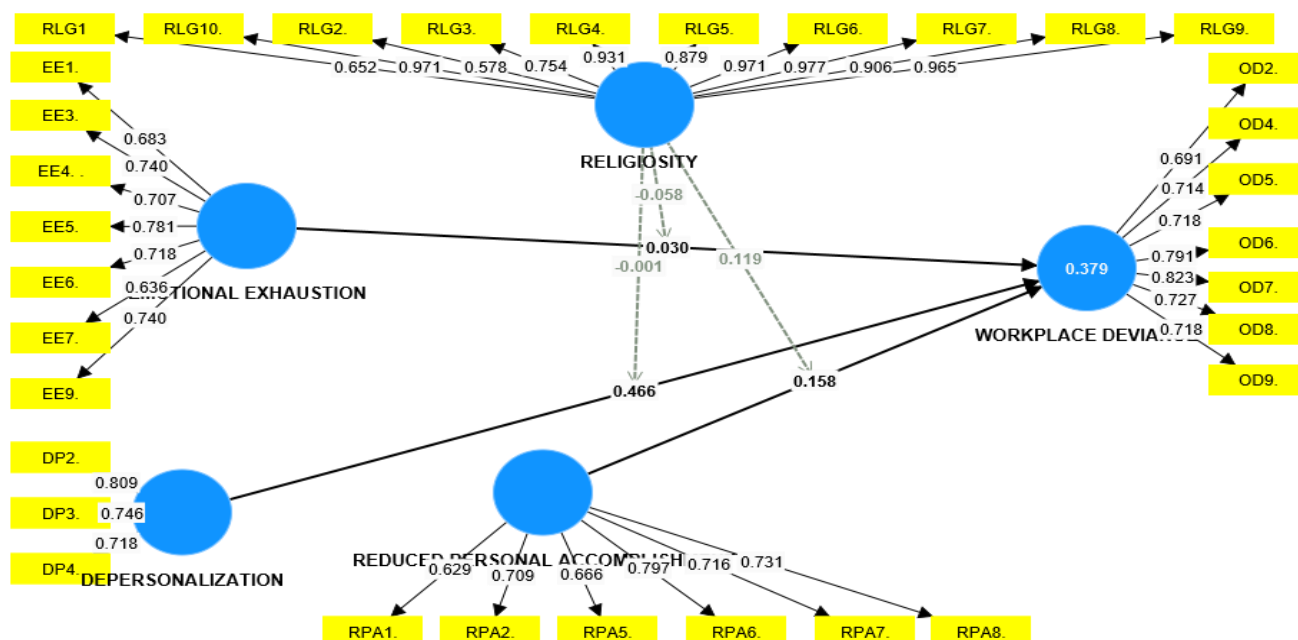 RLG1
RLG10.
RLG2.
RLG3.
RLG4.
RLG5.
RLG6.
RLG7.
RLG8.
RLG9.
0.652
0.971
0.578
0.754
0.931
0.879
0.971
0.977
0.906
0.965
RELIGIOSITY
EE1.
EE3.
EE4. .
EE5.
EE6.
EE7.
EE9.
0.683
0.740
0.707
0.781
0.718
0.636
0.740
EXHAUSTION
-0.058
0.030
-0.001
0.119
0.466
0.158
OD2.
OD4.
OD5.
OD6.
OD7.
OD8.
OD9.
0.691
0.714
0.718
0.791
0.823
0.727
0.718
0.379
WORKPLACE
DP2.
DP3.
DP4.
0.809
0.746
0.718
DEPERSONALIZATION
REDUCED PERSONAL
0.629
0.709
0.666
0.797
0.716
0.731
RPA1.
RPA2.
RPA5.
RPA6.
RPA7.
RPA8.